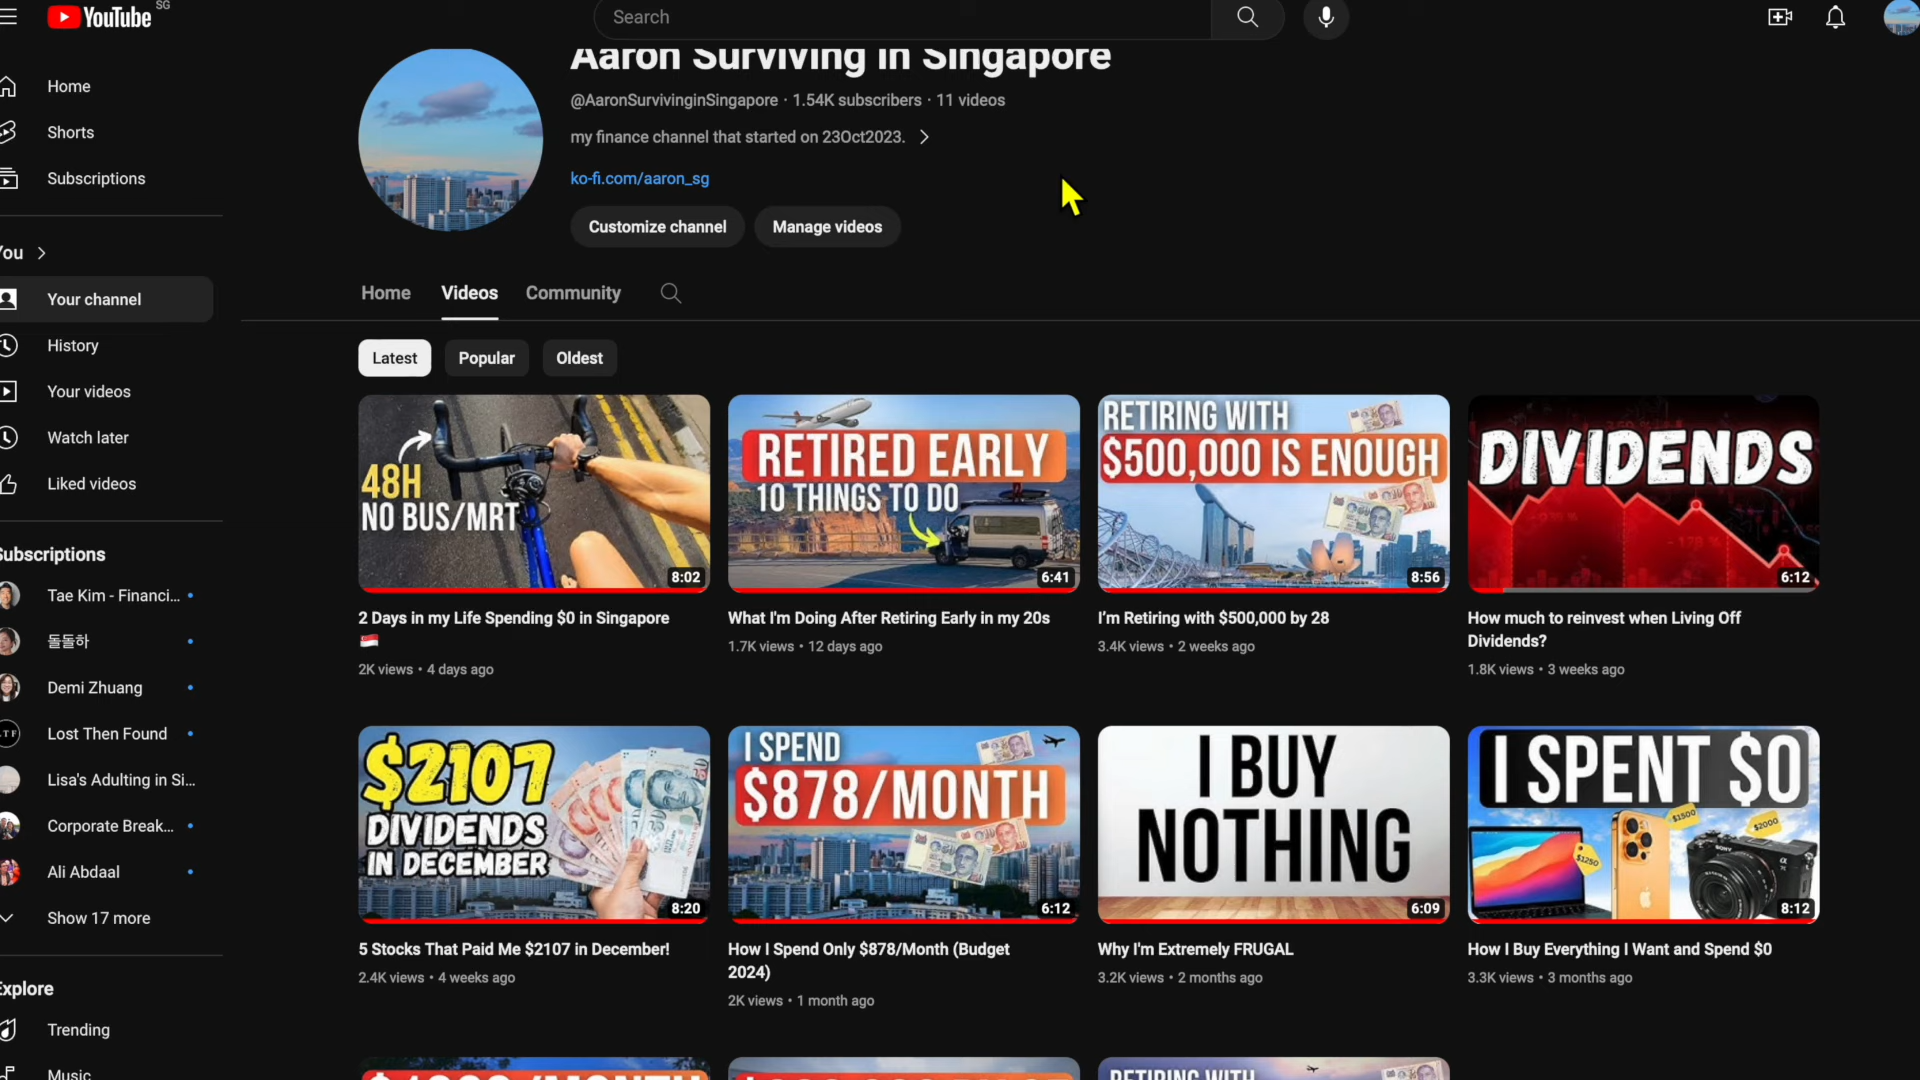 YouTube SG
Search
Home
Shorts
Subscriptions
You
Your channel
History
Your videos
Watch later
Liked videos
Subscriptions
Tae Kim - Financi...
돌돌하
Demi Zhuang
Lost Then Found
Lisa's Adulting in Si...
Corporate Break...
Ali Abdaal
Show 17 more
Explore
Trending
Music
Aaron Surviving in Singapore
@AaronSurvivinginSingapore · 1.54K subscribers · 11 videos
my finance channel that started on 23Oct2023.
ko-fi.com/aaron_sg
Customize channel
Manage videos
Home
Videos
Community
Latest
Popular
Oldest
48H
NO BUS/MRT
8:02
2 Days in my Life Spending $0 in Singapore
2K views • 4 days ago
RETIRED EARLY
10 THINGS TO DO
6:41
What I'm Doing After Retiring Early in my 20s
1.7K views • 12 days ago
RETIRING WITH
$500,000 IS ENOUGH
8:56
I'm Retiring with $500,000 by 28
3.4K views • 2 weeks ago
DIVIDENDS
6:12
How much to reinvest when Living Off
Dividends?
1.8K views • 3 weeks ago
$2107
DIVIDENDS
IN DECEMBER
8:20
5 Stocks That Paid Me $2107 in December!
2.4K views • 4 weeks ago
I SPEND
$878/MONTH
6:12
How I Spend Only $878/Month (Budget
2024)
2K views • 1 month ago
I BUY
NOTHING
6:09
Why I'm Extremely FRUGAL
3.2K views • 2 months ago
I SPENT $0
$1250
$1500
$2000
SONY
8:12
How I Buy Everything I Want and Spend $0
3.3K views • 3 months ago
RETIRING WITH